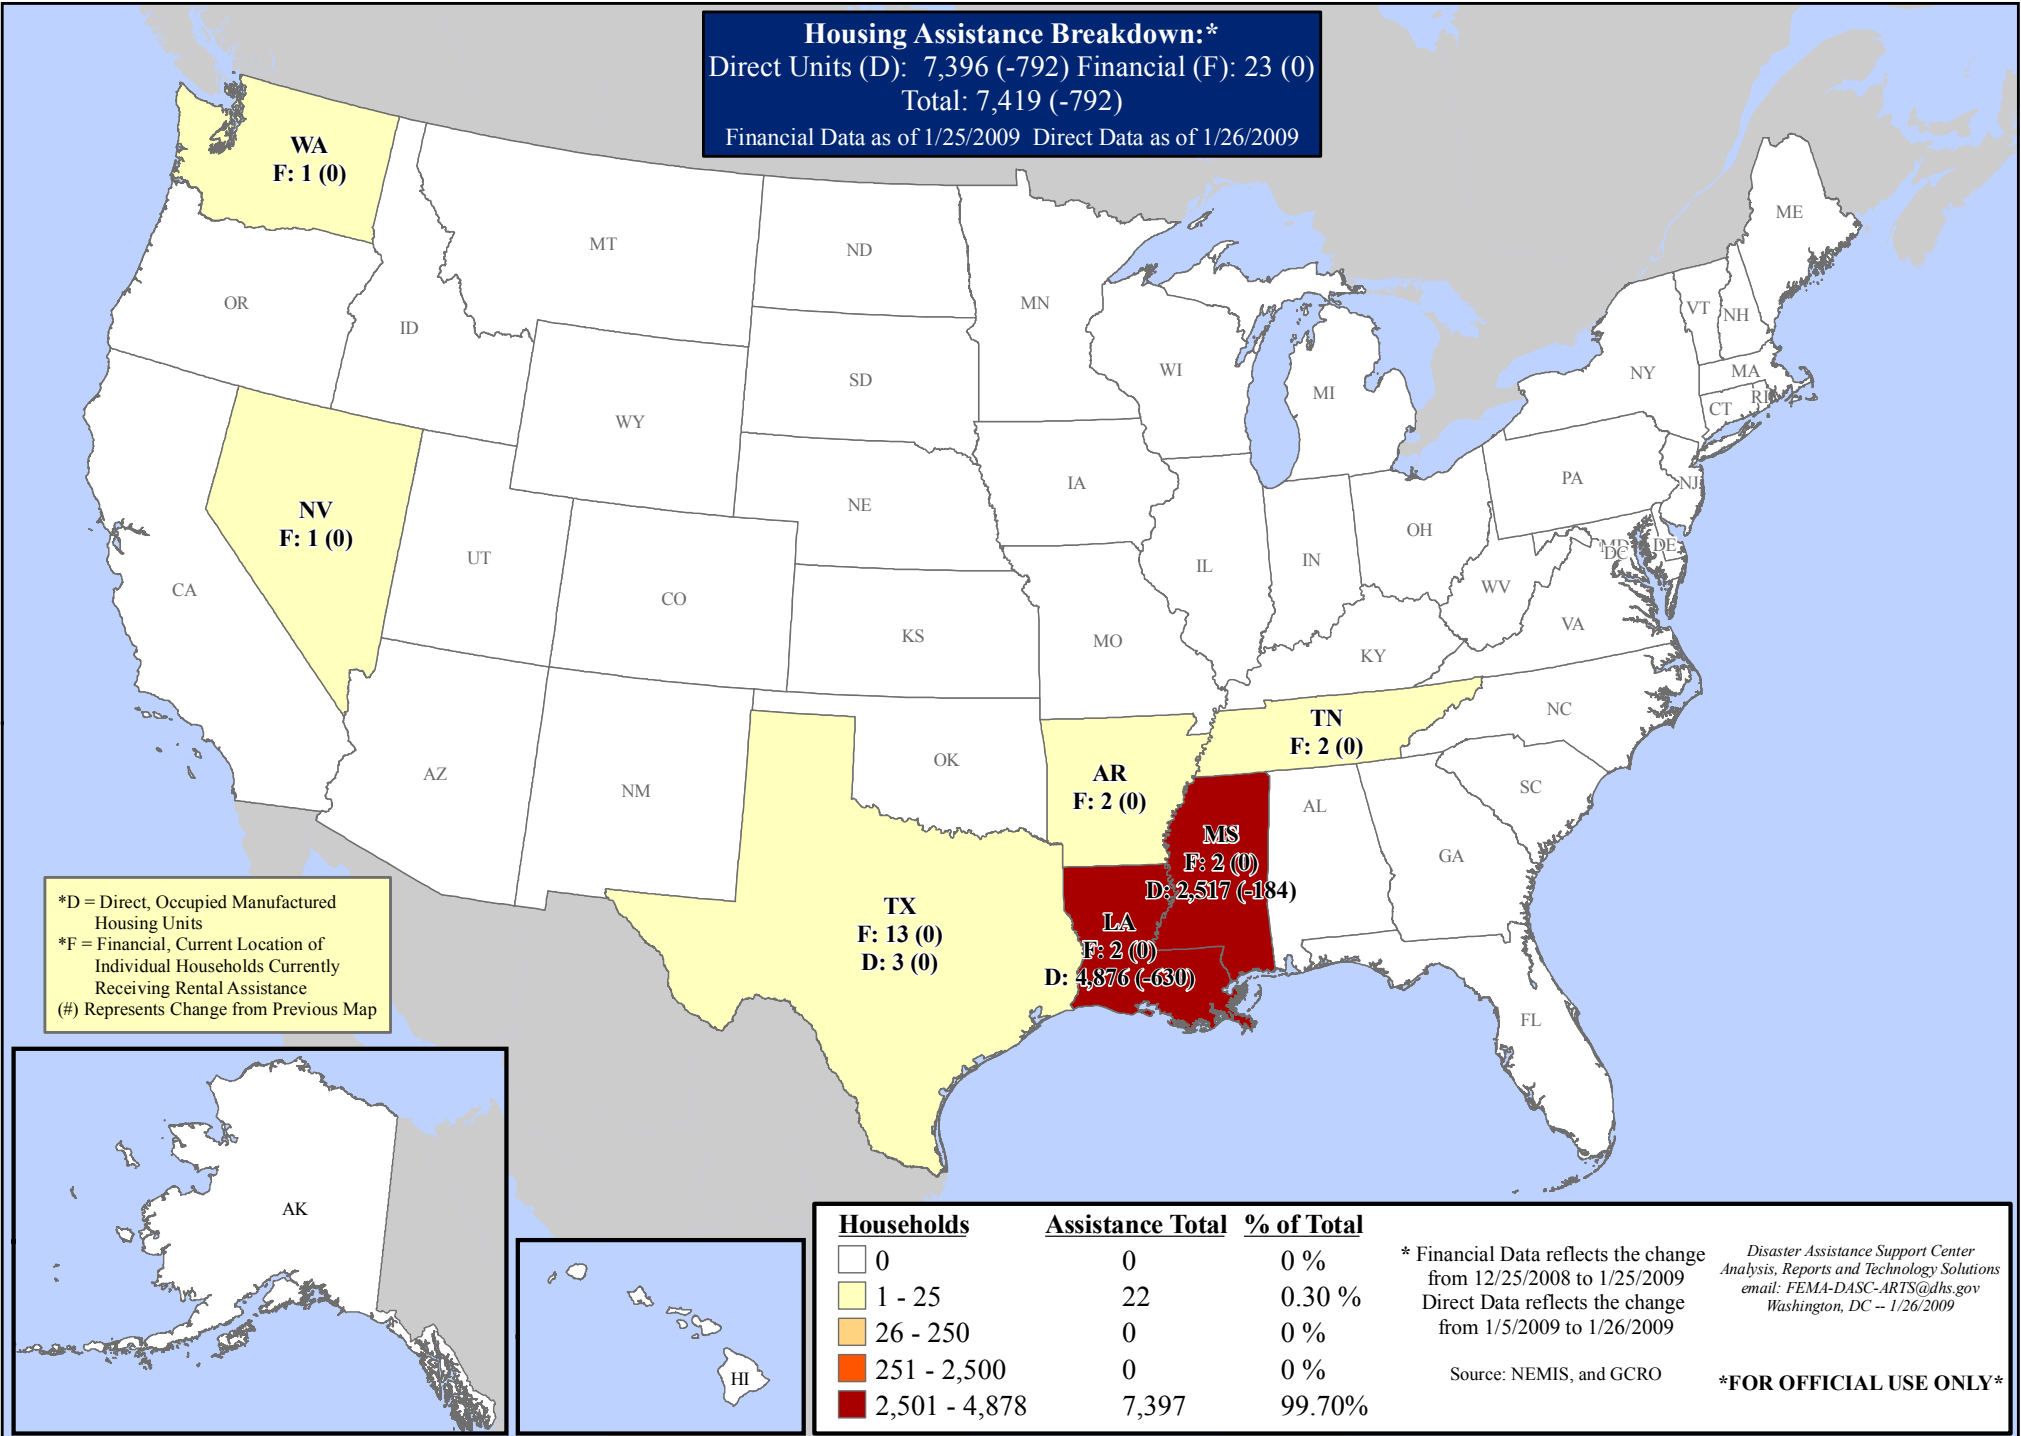 Housing Assistance Breakdown:*
Direct Units (D): 7,396 (-792) Financial (F): 23 (0)
Total: 7,419 (-792)
Financial Data as of 1/25/2009 Direct Data as of 1/26/2009
WA
F: 1 (0)
MT
ND
MN
ME
OR
ID
SD
WI
MI
VT
NH
NY
MA
CT
RI
WY
NE
IA
PA
NJ
NV
F: 1 (0)
UT
CO
CA
KS
MO
IL
IN
OH
WV
MD
DC
DE
VA
KY
NC
TN
F: 2 (0)
AZ
NM
OK
AR
F: 2 (0)
SC
AL
GA
MS
F: 2 (0)
D: 2,517 (-184)
LA
F: 2 (0)
D: 4,876 (-630)
TX
F: 13 (0)
D: 3 (0)
FL
*D = Direct, Occupied Manufactured
Housing Units
*F = Financial, Current Location of
Individual Households Currently
Receiving Rental Assistance
(#) Represents Change from Previous Map
AK
HI
Households Assistance Total % of Total
0 0 0 %
1 - 25 22 0.30 %
26 - 250 0 0 %
251 - 2,500 0 0 %
2,501 - 4,878 7,397 99.70%
* Financial Data reflects the change
from 12/25/2008 to 1/25/2009
Direct Data reflects the change
from 1/5/2009 to 1/26/2009
Source: NEMIS, and GCRO
Disaster Assistance Support Center
Analysis, Reports and Technology Solutions
email: FEMA-DASC-ARTS@dhs.gov
Washington, DC -- 1/26/2009
*FOR OFFICIAL USE ONLY*